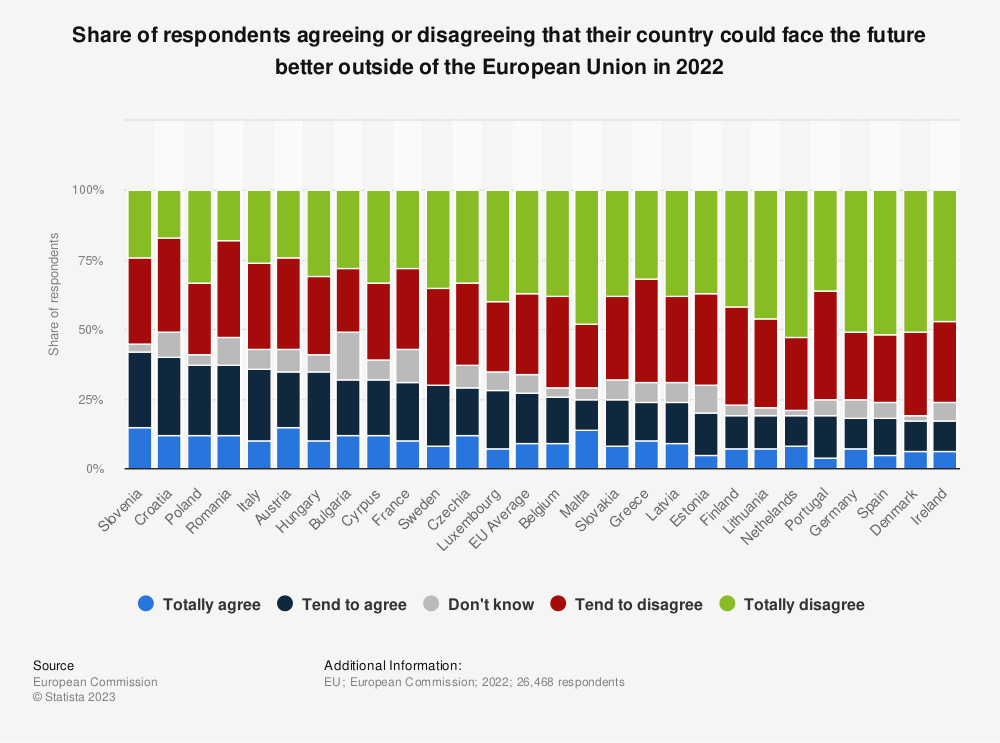 Share of respondents agreeing or disagreeing that their country could face the future
better outside of the European Union in 2022
Share of respondents
100%
75%
50%
25%
0%
Slovenia
Croatia
Poland
Romania
Italy
Austria
Hungary
Bulgaria
Cyrpus
France
Sweden
Czechia
Luxembourg
EU Average
Belgium
Malta
Slovakia
Greece
Latvia
Estonia
Finland
Lithuania
Nethelands
Portugal
Germany
Spain
Denmark
Ireland
Totally agree
Tend to agree
Don't know
Tend to disagree
Totally disagree
Source
European Commission
© Statista 2023
Additional Information:
EU; European Commission; 2022; 26,468 respondents